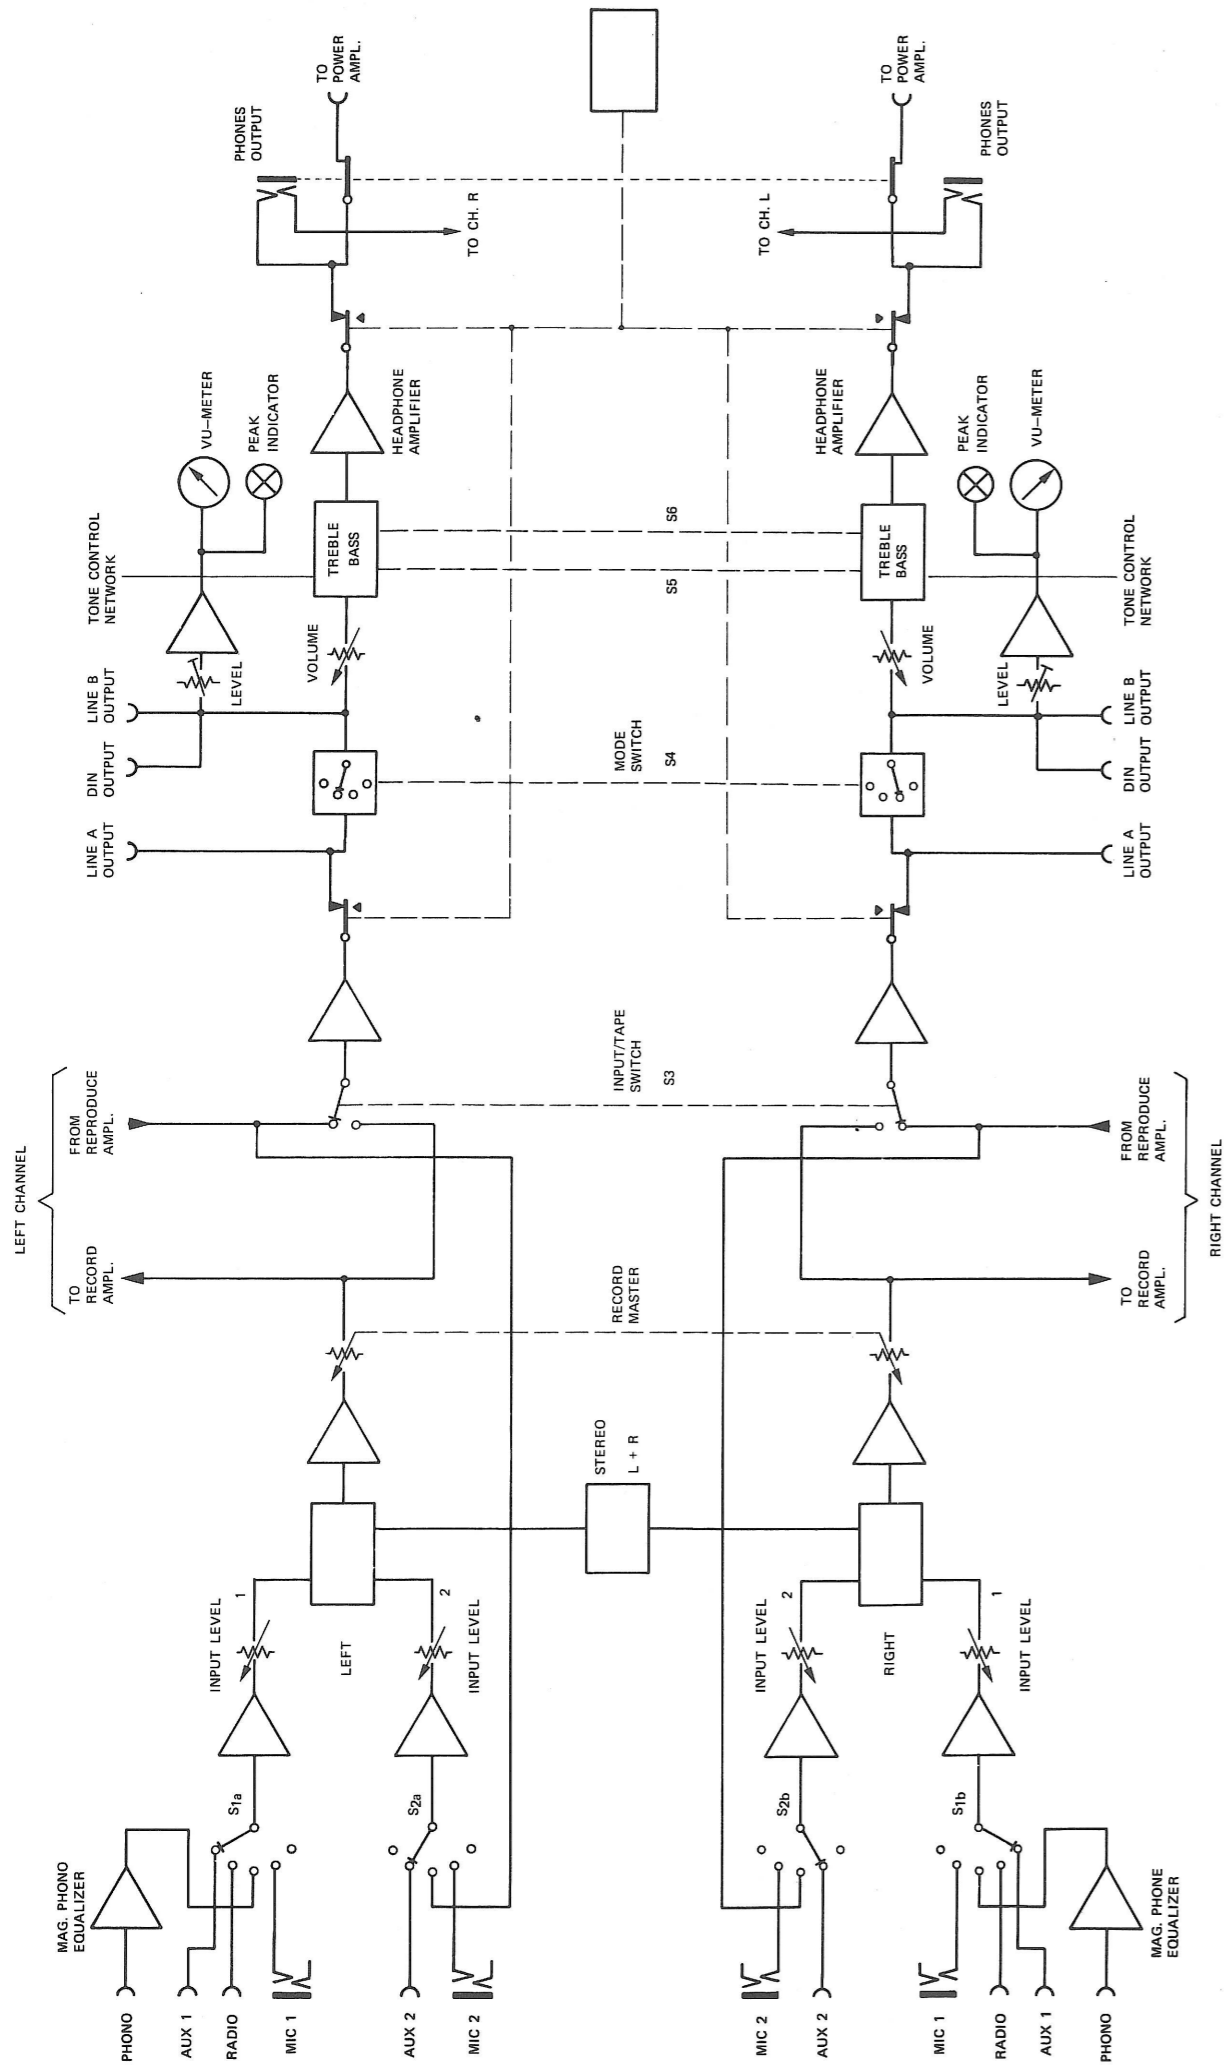 LEFT CHANNEL
TO
RECORD
AMPL.
FROM
REPRODUCE
AMPL.
LINE A
OUTPUT
DIN
OUTPUT
LINE B
OUTPUT
TONE CONTROL
NETWORK
VU-METER
PEAK
INDICATOR
PHONES
OUTPUT
TO
POWER
AMPL.
MAG. PHONO
EQUALIZER
PHONO
AUX 1
RADIO
MIC 1
S1a
INPUT LEVEL
1
LEVEL
VOLUME
TREBLE
BASS
HEADPHONE
AMPLIFIER
TO CH. R
AUX 2
MIC 2
S2a
INPUT LEVEL
2
LEFT
STEREO
L + R
RECORD
MASTER
INPUT/TAPE
SWITCH
S3
MODE
SWITCH
S4
S5
S6
MIC 2
AUX 2
S2b
INPUT LEVEL
2
RIGHT
VOLUME
TREBLE
BASS
HEADPHONE
AMPLIFIER
TO CH. L
TO
POWER
AMPL.
MIC 1
RADIO
AUX 1
PHONO
S1b
INPUT LEVEL
1
LEVEL
PEAK
INDICATOR
VU-METER
PHONES
OUTPUT
MAG. PHONE
EQUALIZER
TO
RECORD
AMPL.
FROM
REPRODUCE
AMPL.
LINE A
OUTPUT
DIN
OUTPUT
LINE B
OUTPUT
TONE CONTROL
NETWORK
RIGHT CHANNEL